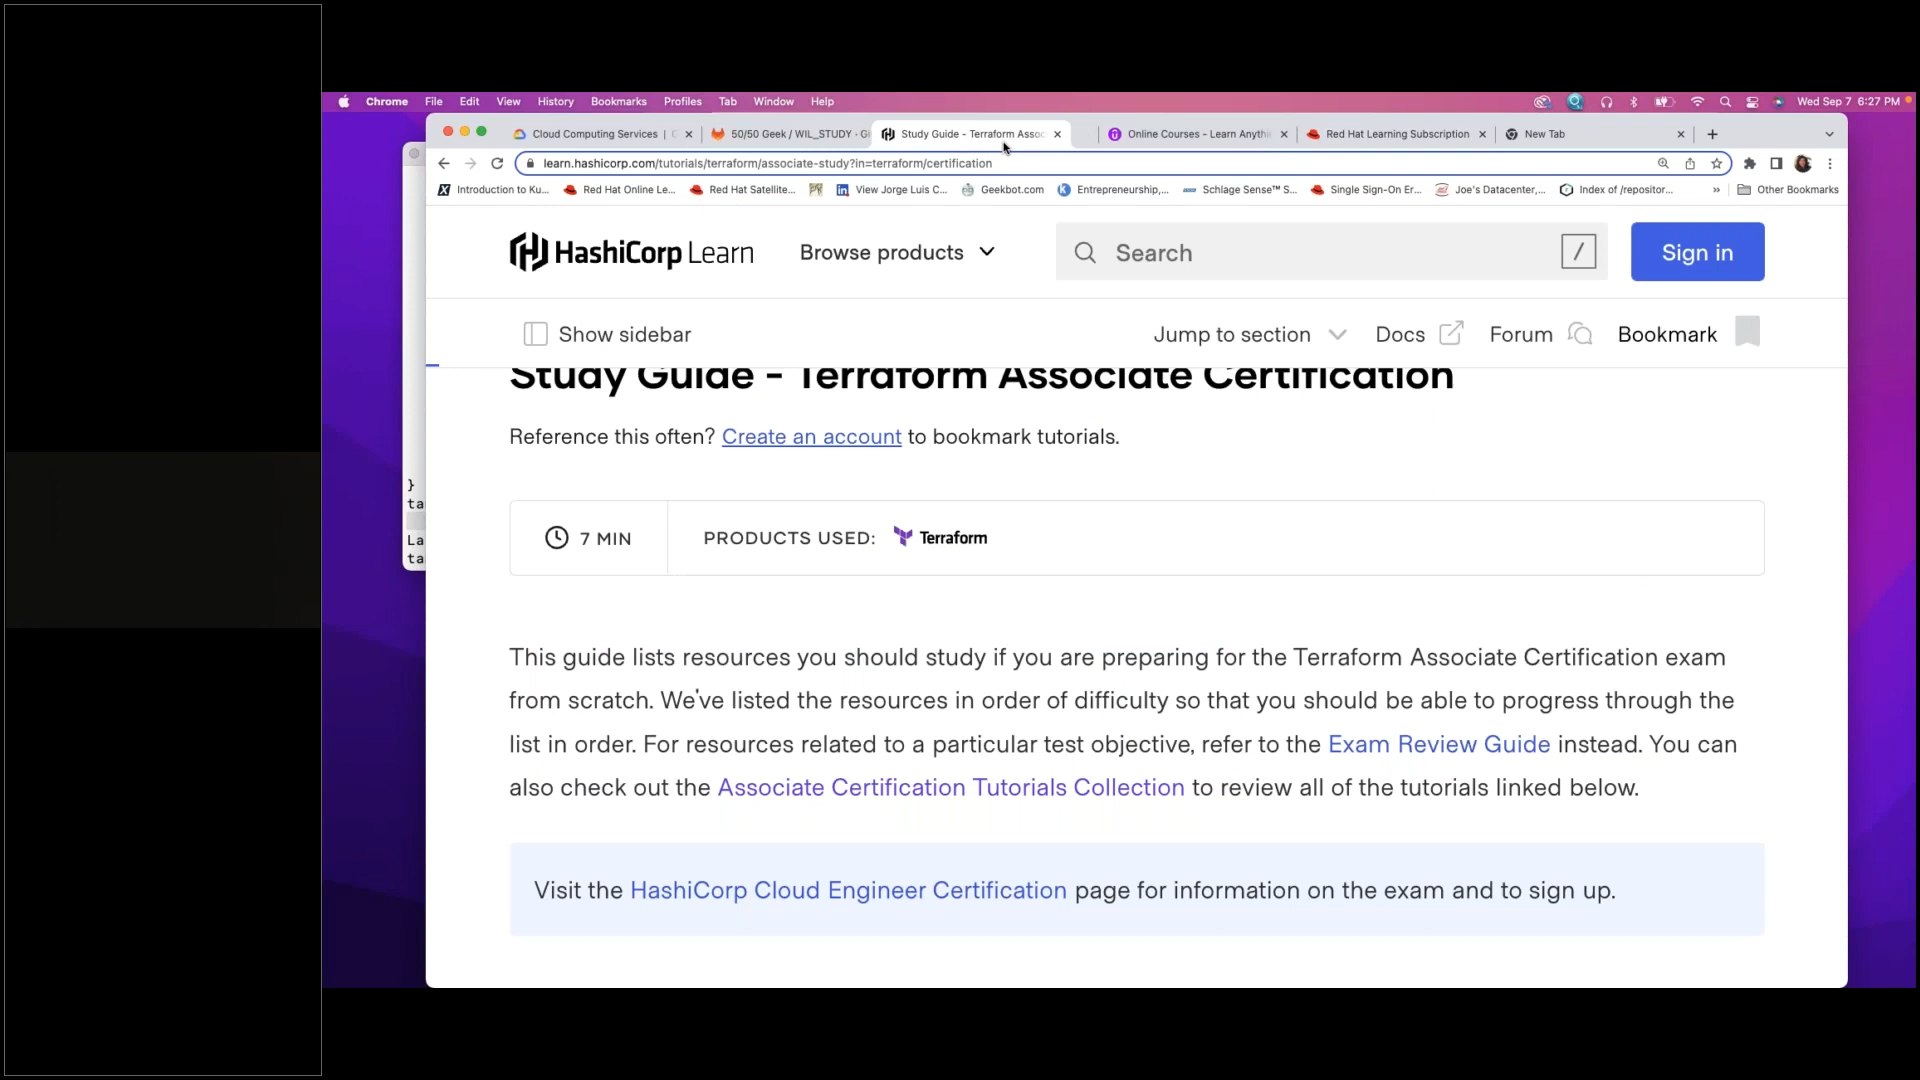 Chrome File Edit View History Bookmarks Profiles Tab Window Help Wed Sep 7 6:27 PM
Cloud Computing Services | 50/50 Geek / WIL_STUDY · Study Guide - Terraform Assoc Online Courses - Learn Anythi Red Hat Learning Subscription New Tab
learn.hashicorp.com/tutorials/terraform/associate-study?in=terraform/certification
Introduction to Ku... Red Hat Online Le... Red Hat Satellite... View Jorge Luis C... Geekbot.com Entrepreneurship,... Schlage Sense™ S... Single Sign-On Er... Joe's Datacenter,... Index of /repositor... » Other Bookmarks
HashiCorp Learn Browse products Search / Sign in
Show sidebar Jump to section Docs Forum Bookmark
Study Guide - Terraform Associate Certification
Reference this often? Create an account to bookmark tutorials.
}
ta
7 MIN PRODUCTS USED: Terraform
La
ta
This guide lists resources you should study if you are preparing for the Terraform Associate Certification exam
from scratch. We've listed the resources in order of difficulty so that you should be able to progress through the
list in order. For resources related to a particular test objective, refer to the Exam Review Guide instead. You can
also check out the Associate Certification Tutorials Collection to review all of the tutorials linked below.
Visit the HashiCorp Cloud Engineer Certification page for information on the exam and to sign up.